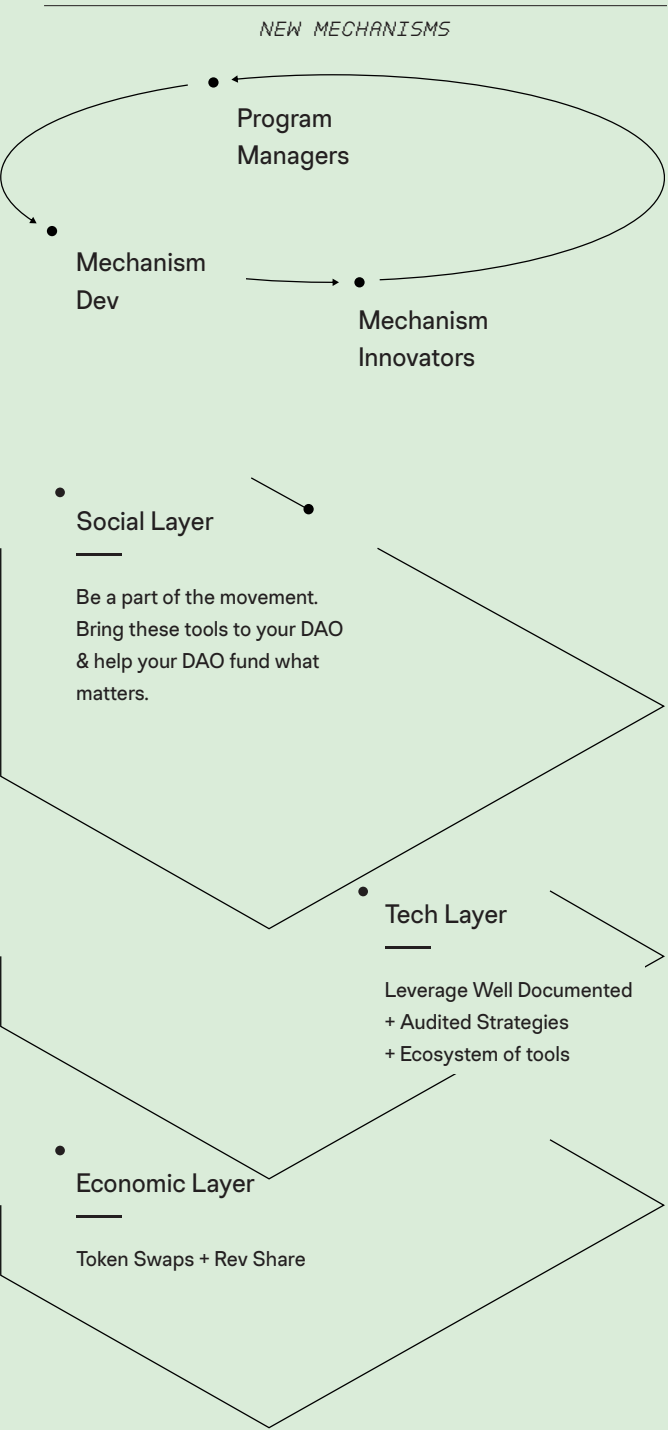 NEW MECHANISMS
Program
Managers
Mechanism
Dev
Mechanism
Innovators
Social Layer
Be a part of the movement.
Bring these tools to your DAO
& help your DAO fund what
matters.
Tech Layer
Leverage Well Documented
+ Audited Strategies
+ Ecosystem of tools
Economic Layer
Token Swaps + Rev Share